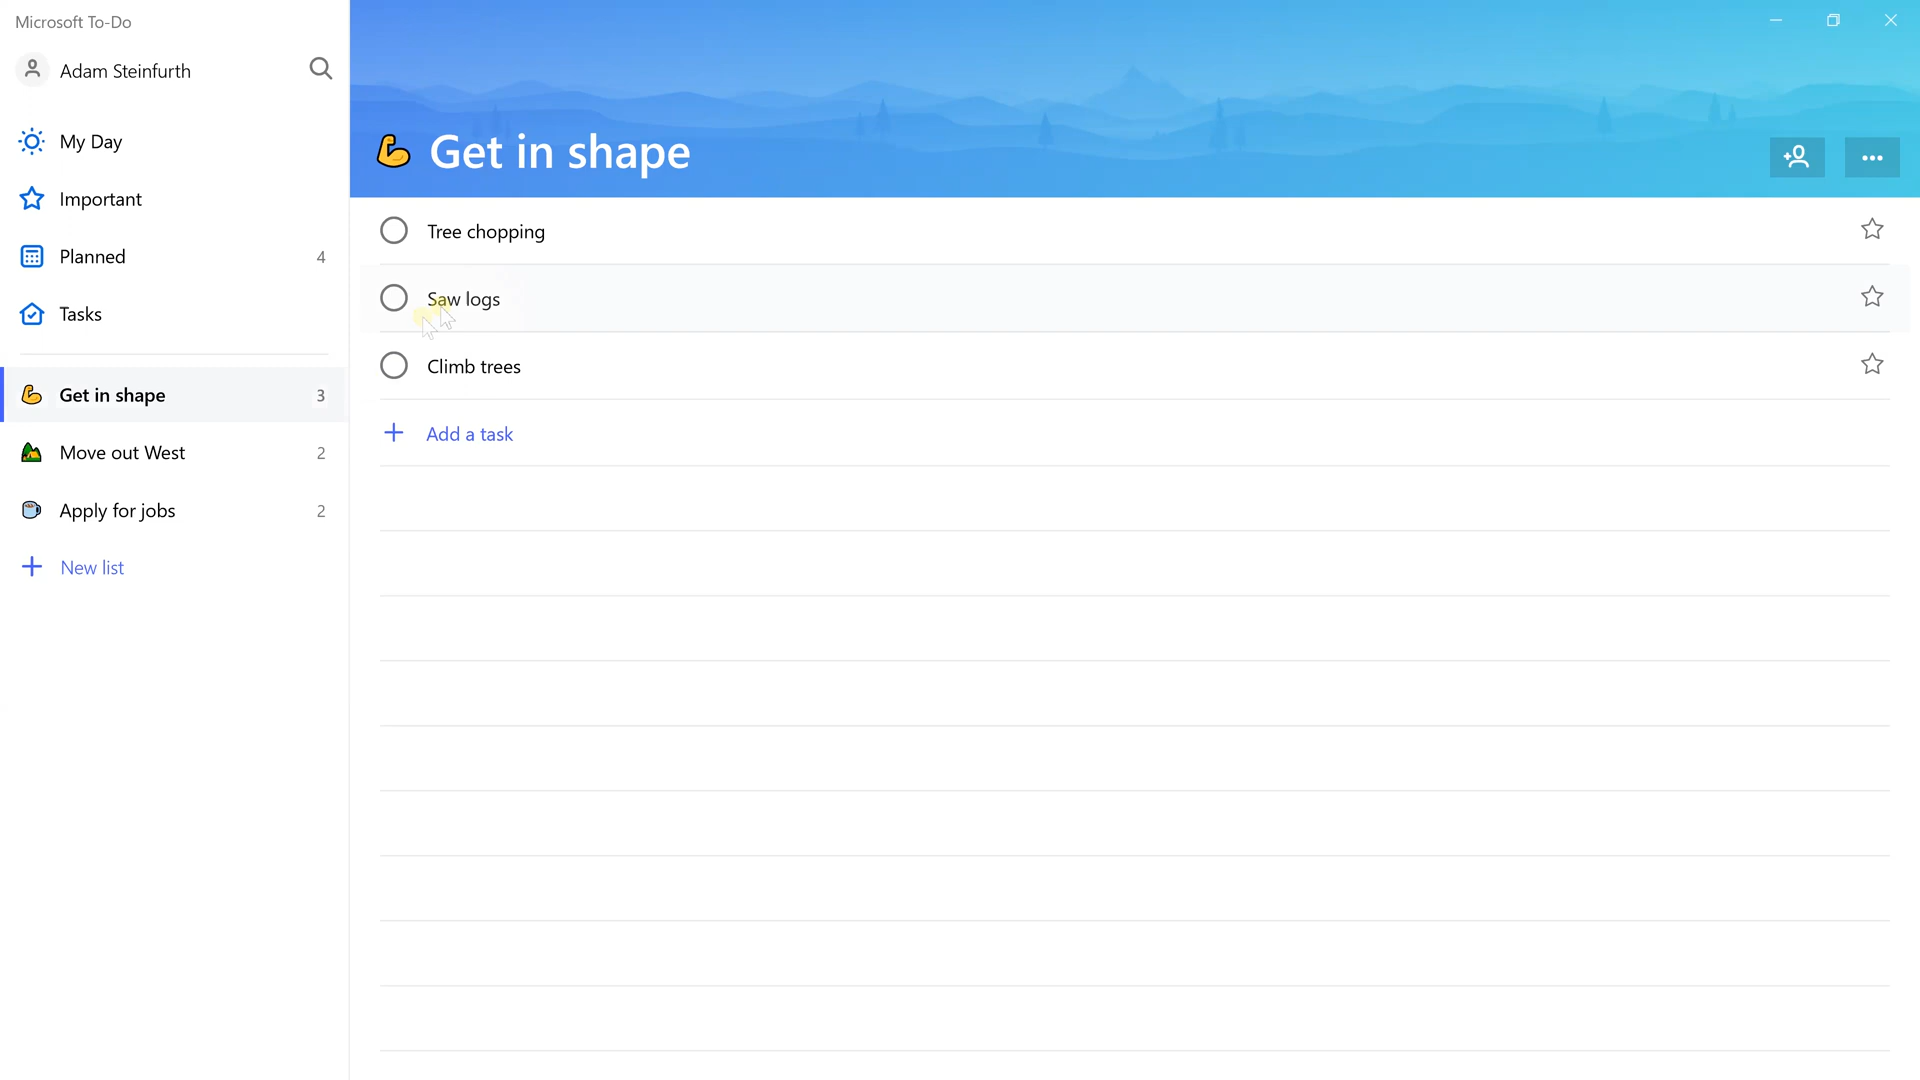 Microsoft To-Do
Adam Steinfurth
My Day
Important
Planned 4
Tasks
Get in shape 3
Move out West 2
Apply for jobs 2
New list
Get in shape
Tree chopping
Saw logs
Climb trees
Add a task